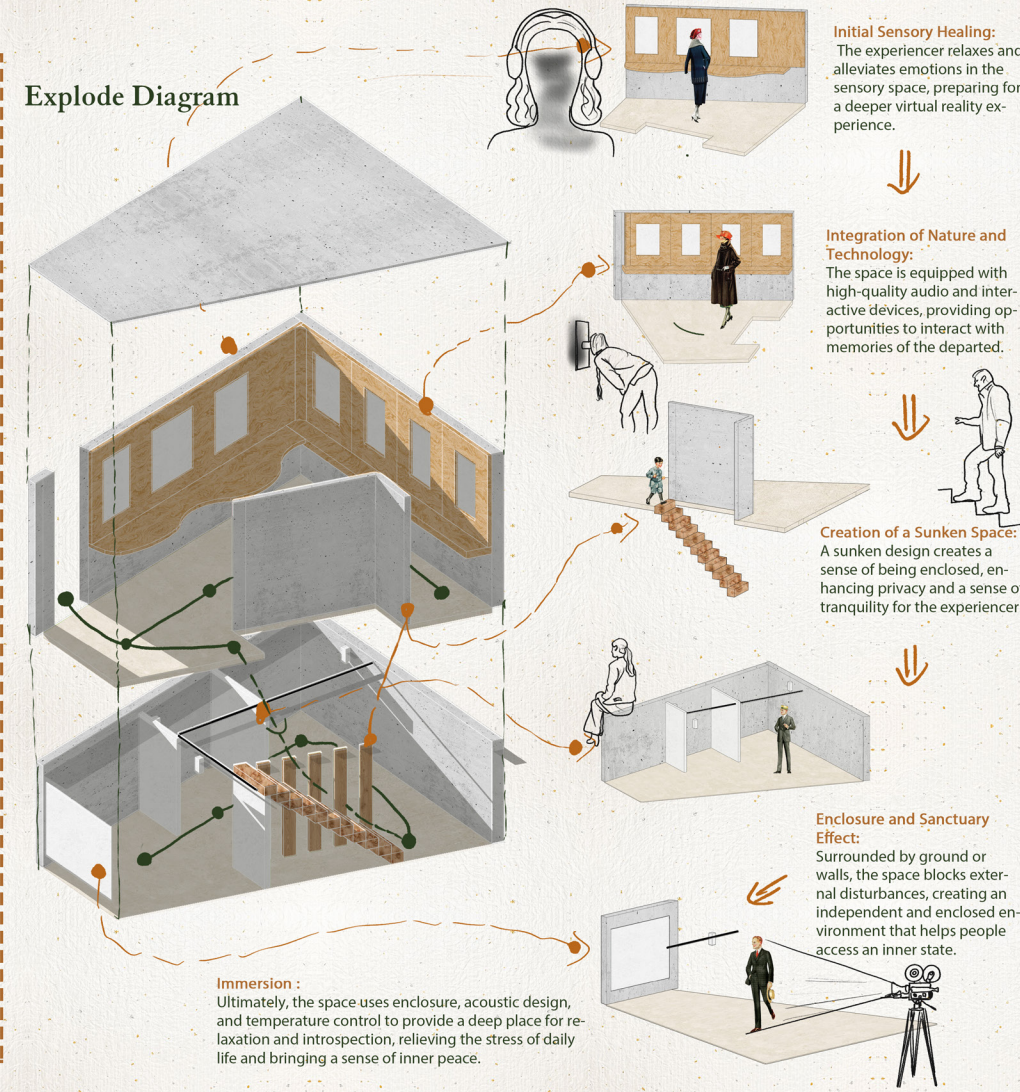 Explode Diagram
Initial Sensory Healing:
The experiencer relaxes and
alleviates emotions in the
sensory space, preparing for
a deeper virtual reality ex-
perience.
Integration of Nature and
Technology:
The space is equipped with
high-quality audio and inter-
active devices, providing op-
portunities to interact with
memories of the departed.
Creation of a Sunken Space:
A sunken design creates a
sense of being enclosed, en-
hancing privacy and a sense of
tranquility for the experiencer
Enclosure and Sanctuary
Effect:
Surrounded by ground or
walls, the space blocks exter-
nal disturbances, creating an
independent and enclosed en-
vironment that helps people
access an inner state.
Immersion :
Ultimately, the space uses enclosure, acoustic design,
and temperature control to provide a deep place for re-
laxation and introspection, relieving the stress of daily
life and bringing a sense of inner peace.